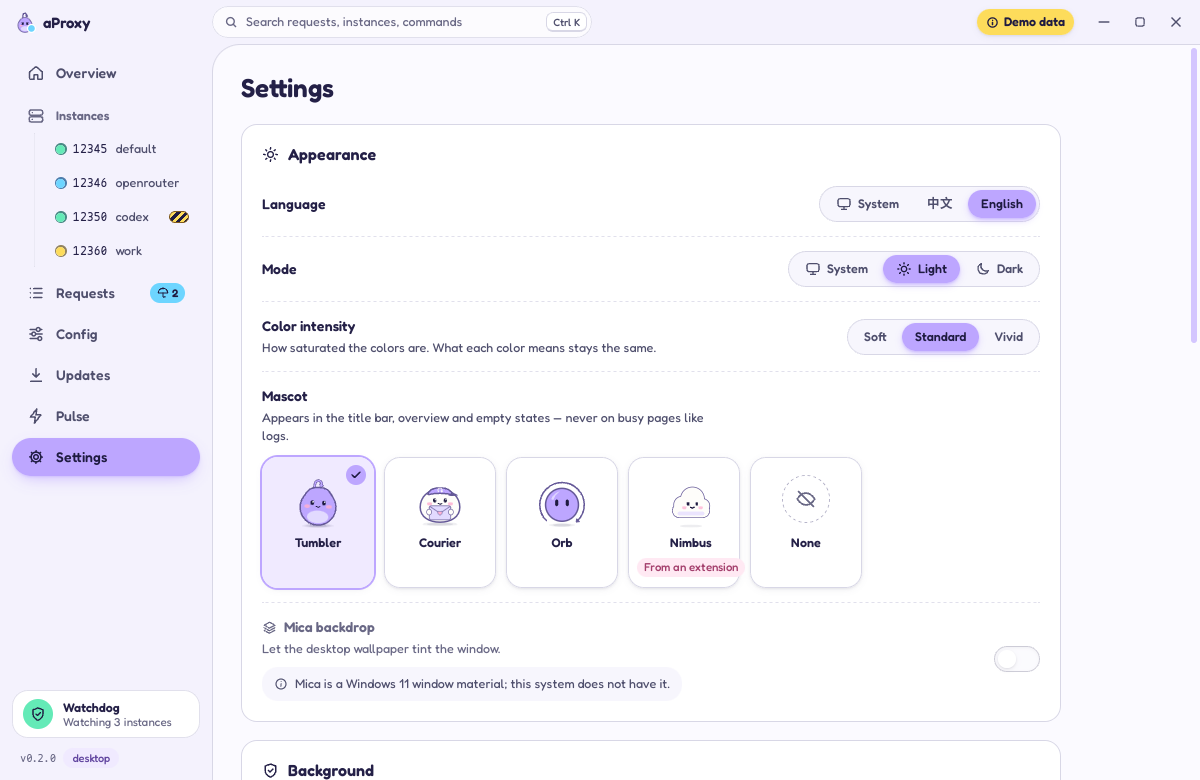 aProxy
Search requests, instances, commands
Ctrl K
Demo data
Overview
Instances
12345 default
12346 openrouter
12350 codex
12360 work
Requests
2
Config
Updates
Pulse
Settings
Watchdog
Watching 3 instances
v0.2.0 desktop
Settings
Appearance
Language
System 中文 English
Mode
System Light Dark
Color intensity
How saturated the colors are. What each color means stays the same.
Soft Standard Vivid
Mascot
Appears in the title bar, overview and empty states — never on busy pages like
logs.
Tumbler
Courier
Orb
Nimbus
From an extension
None
Mica backdrop
Let the desktop wallpaper tint the window.
Mica is a Windows 11 window material; this system does not have it.
Background